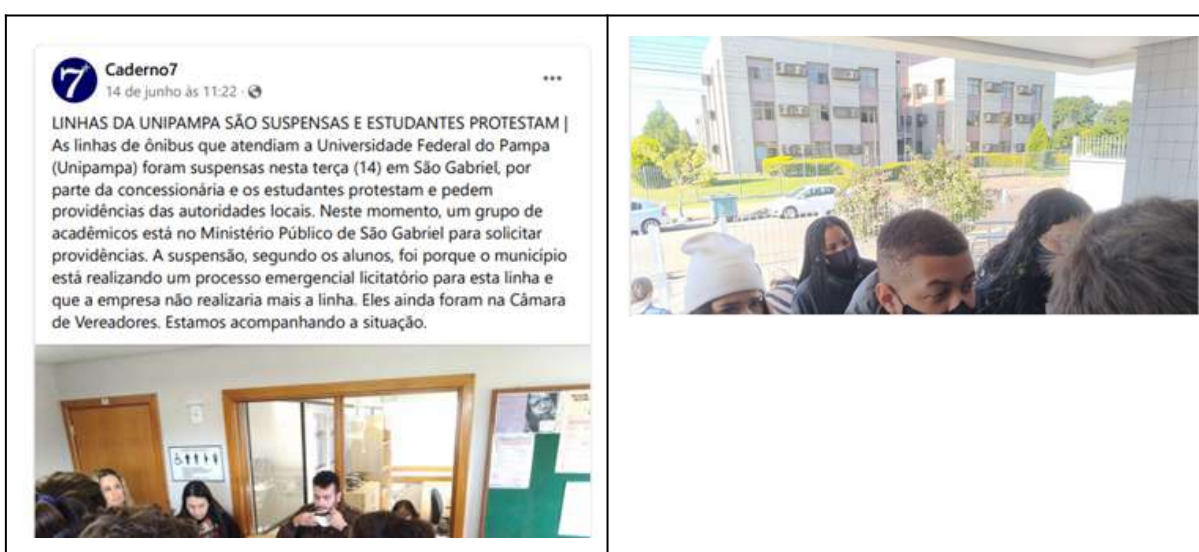 Caderno7
14 de junho às 11:22 ·
LINHAS DA UNIPAMPA SÃO SUSPENSAS E ESTUDANTES PROTESTAM |
As linhas de ônibus que atendiam a Universidade Federal do Pampa
(Unipampa) foram suspensas nesta terça (14) em São Gabriel, por
parte da concessionária e os estudantes protestam e pedem
providências das autoridades locais. Neste momento, um grupo de
acadêmicos está no Ministério Público de São Gabriel para solicitar
providências. A suspensão, segundo os alunos, foi porque o município
está realizando um processo emergencial licitatório para esta linha e
que a empresa não realizaria mais a linha. Eles ainda foram na Câmara
de Vereadores. Estamos acompanhando a situação.